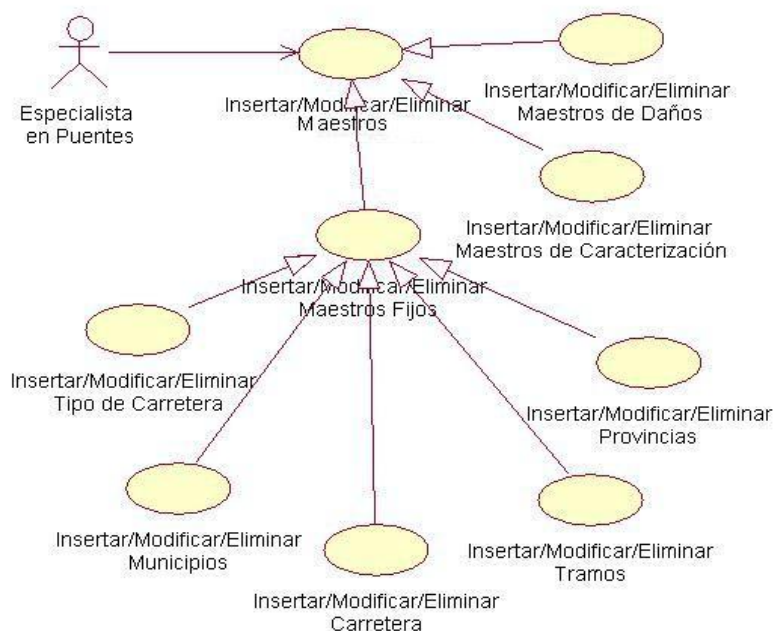 Especialista
en Puentes
Insertar/Modificar/Eliminar
Maestros
Insertar/Modificar/Eliminar
Maestros de Daños
Insertar/Modificar/Eliminar
Maestros de Caracterización
Insertar/Modificar/Eliminar
Maestros Fijos
Insertar/Modificar/Eliminar
Tipo de Carretera
Insertar/Modificar/Eliminar
Provincias
Insertar/Modificar/Eliminar
Municipios
Insertar/Modificar/Eliminar
Tramos
Insertar/Modificar/Eliminar
Carretera